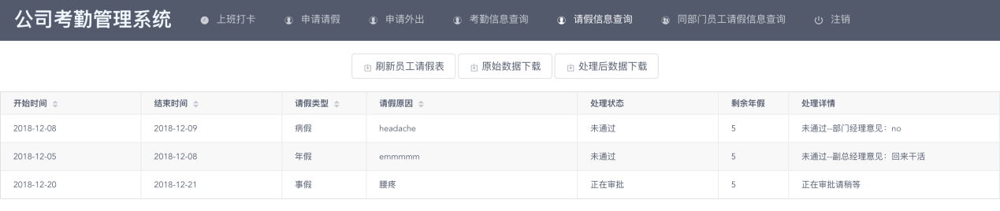 公司考勤管理系统 上班打卡 申请请假 申请外出 考勤信息查询 请假信息查询 同部门员工请假信息查询 注销
刷新员工请假表 原始数据下载 处理后数据下载
开始时间 结束时间 请假类型 请假原因 处理状态 剩余年假 处理详情
2018-12-08 2018-12-09 病假 headache 未通过 5 未通过--部门经理意见：no
2018-12-05 2018-12-08 年假 emmmmm 未通过 5 未通过--副总经理意见：回来干活
2018-12-20 2018-12-21 事假 腰疼 正在审批 5 正在审批请稍等